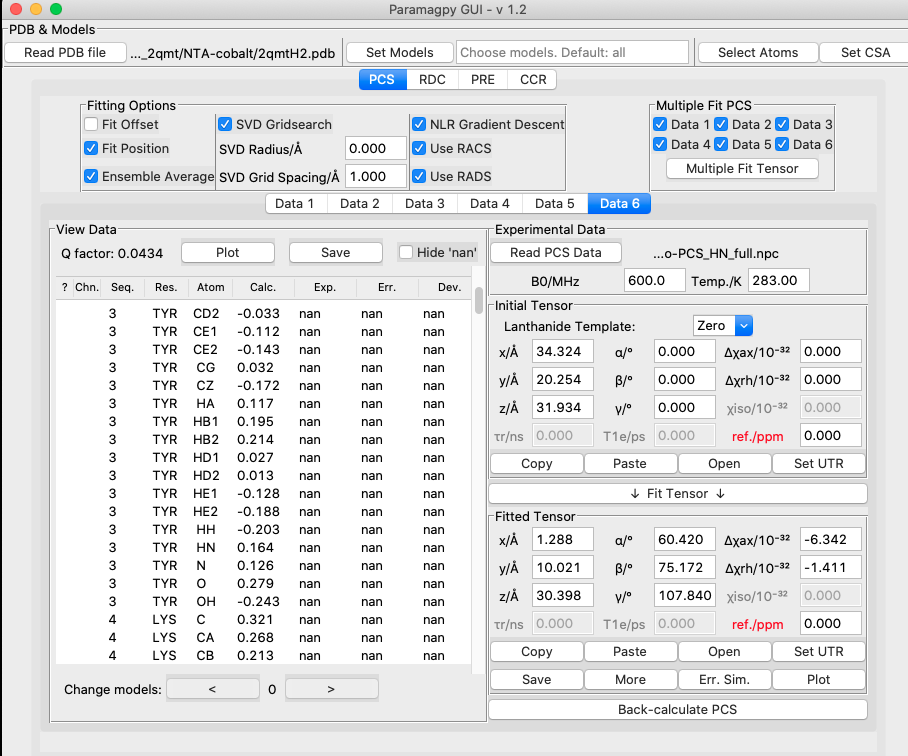 Paramagpy GUI - v 1.2
PDB & Models
Read PDB file ..._2qmt/NTA-cobalt/2qmtH2.pdb Set Models Choose models. Default: all Select Atoms Set CSA
PCS RDC PRE CCR
Fitting Options
Fit Offset SVD Gridsearch NLR Gradient Descent
Fit Position SVD Radius/Å 0.000 Use RACS
Ensemble Average SVD Grid Spacing/Å 1.000 Use RADS
Multiple Fit PCS
Data 1 Data 2 Data 3
Data 4 Data 5 Data 6
Multiple Fit Tensor
Data 1 Data 2 Data 3 Data 4 Data 5 Data 6
View Data
Q factor: 0.0434 Plot Save Hide 'nan'
? Chn. Seq. Res. Atom Calc. Exp. Err. Dev.
3 TYR CD2 -0.033 nan nan nan
3 TYR CE1 -0.112 nan nan nan
3 TYR CE2 -0.143 nan nan nan
3 TYR CG 0.032 nan nan nan
3 TYR CZ -0.172 nan nan nan
3 TYR HA 0.117 nan nan nan
3 TYR HB1 0.195 nan nan nan
3 TYR HB2 0.214 nan nan nan
3 TYR HD1 0.027 nan nan nan
3 TYR HD2 0.013 nan nan nan
3 TYR HE1 -0.128 nan nan nan
3 TYR HE2 -0.188 nan nan nan
3 TYR HH -0.203 nan nan nan
3 TYR HN 0.164 nan nan nan
3 TYR N 0.126 nan nan nan
3 TYR O 0.279 nan nan nan
3 TYR OH -0.243 nan nan nan
4 LYS C 0.321 nan nan nan
4 LYS CA 0.268 nan nan nan
4 LYS CB 0.213 nan nan nan
Change models: < 0 >
Experimental Data
Read PCS Data ...o-PCS_HN_full.npc
B0/MHz 600.0 Temp./K 283.00
Initial Tensor
Lanthanide Template: Zero
x/Å 34.324 α/º 0.000 Δχax/10⁻³² 0.000
y/Å 20.254 β/º 0.000 Δχrh/10⁻³² 0.000
z/Å 31.934 γ/º 0.000 χiso/10⁻³² 0.000
τr/ns 0.000 T1e/ps 0.000 ref./ppm 0.000
Copy Paste Open Set UTR
↓ Fit Tensor ↓
Fitted Tensor
x/Å 1.288 α/º 60.420 Δχax/10⁻³² -6.342
y/Å 10.021 β/º 75.172 Δχrh/10⁻³² -1.411
z/Å 30.398 γ/º 107.840 χiso/10⁻³² 0.000
τr/ns 0.000 T1e/ps 0.000 ref./ppm 0.000
Copy Paste Open Set UTR
Save More Err. Sim. Plot
Back-calculate PCS